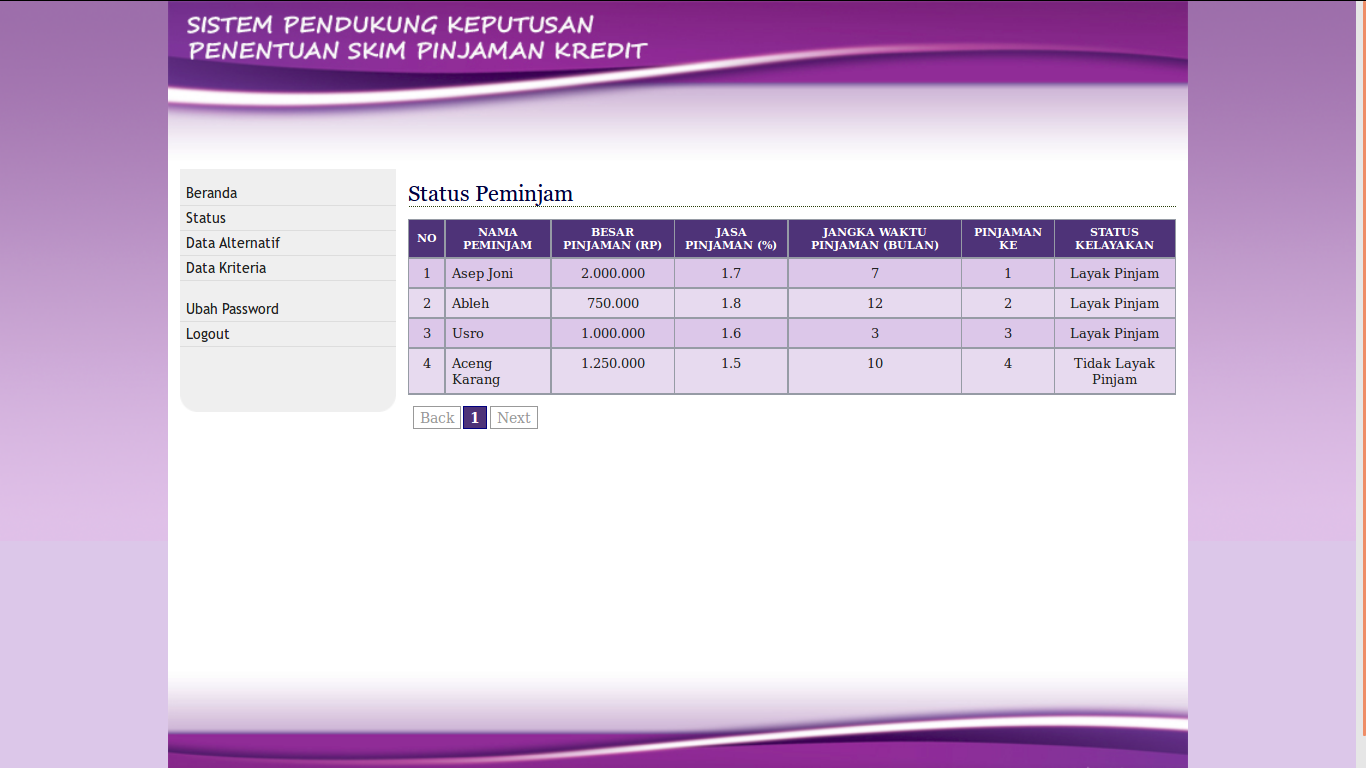 SISTEM PENDUKUNG KEPUTUSAN
PENENTUAN SKIM PINJAMAN KREDIT
Beranda
Status
Data Alternatif
Data Kriteria
Ubah Password
Logout
Status Peminjam
NO NAMA PEMINJAM BESAR PINJAMAN (RP) JASA PINJAMAN (%) JANGKA WAKTU PINJAMAN (BULAN) PINJAMAN KE STATUS KELAYAKAN
1 Asep Joni 2.000.000 1.7 7 1 Layak Pinjam
2 Ableh 750.000 1.8 12 2 Layak Pinjam
3 Usro 1.000.000 1.6 3 3 Layak Pinjam
4 Aceng Karang 1.250.000 1.5 10 4 Tidak Layak Pinjam
Back 1 Next